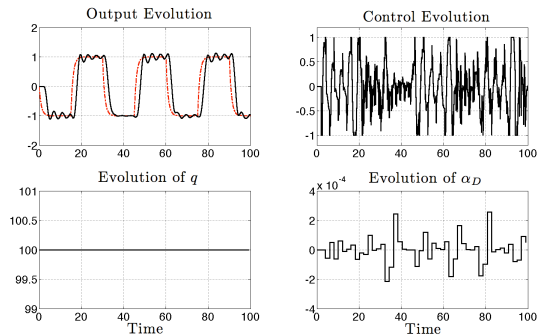 Output Evolution
2
1
0
-1
-2
0 20 40 60 80 100
Control Evolution
1
0.5
0
-0.5
-1
0 20 40 60 80 100
Evolution of q
101
100.5
100
99.5
99
0 20 40 60 80 100
Time
Evolution of α_D
4 x 10^-4
2
0
-2
-4
0 20 40 60 80 100
Time